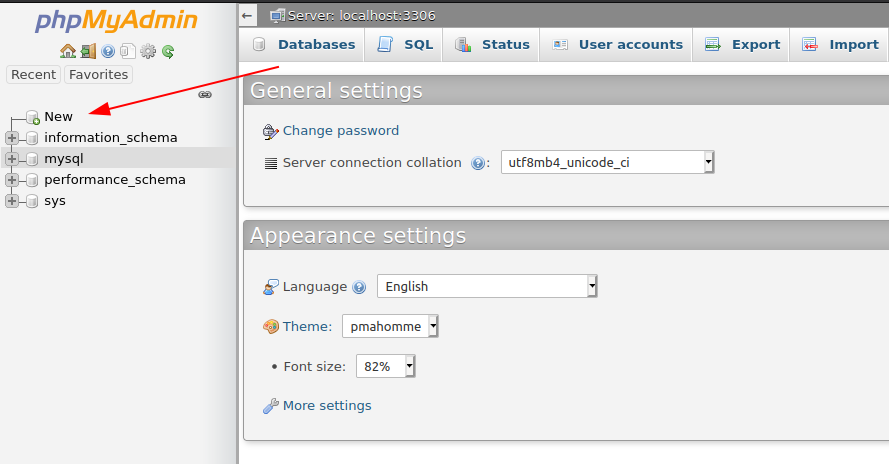 phpMyAdmin
Recent Favorites
New
information_schema
mysql
performance_schema
sys
Server: localhost:3306
Databases SQL Status User accounts Export Import
General settings
Change password
Server connection collation : utf8mb4_unicode_ci
Appearance settings
Language English
Theme: pmahomme
• Font size: 82%
More settings